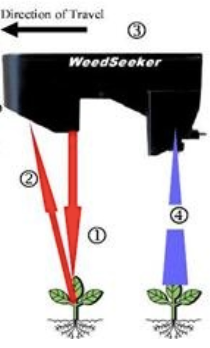 Direction of Travel
③
WeedSeeker
②
①
④